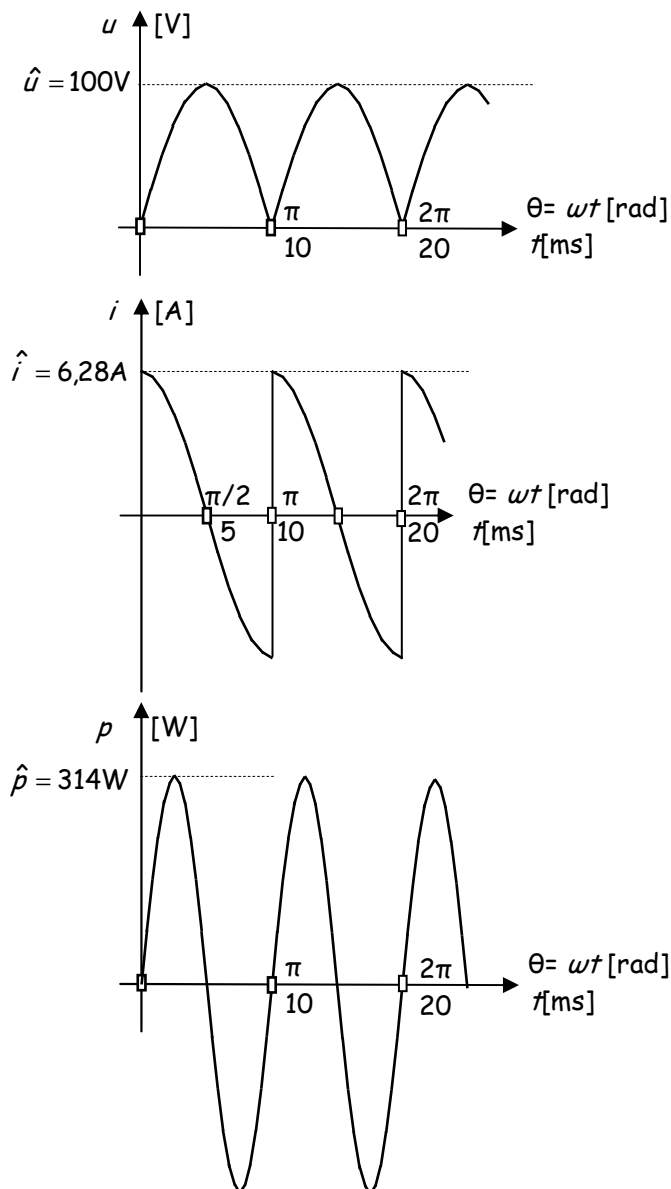 u [V]
û = 100V
π 2π θ= ωt [rad]
10 20 t[ms]
i [A]
î = 6,28A
π/2 π 2π θ= ωt [rad]
5 10 20 t[ms]
p [W]
p̂ = 314W
π 2π θ= ωt [rad]
10 20 t[ms]